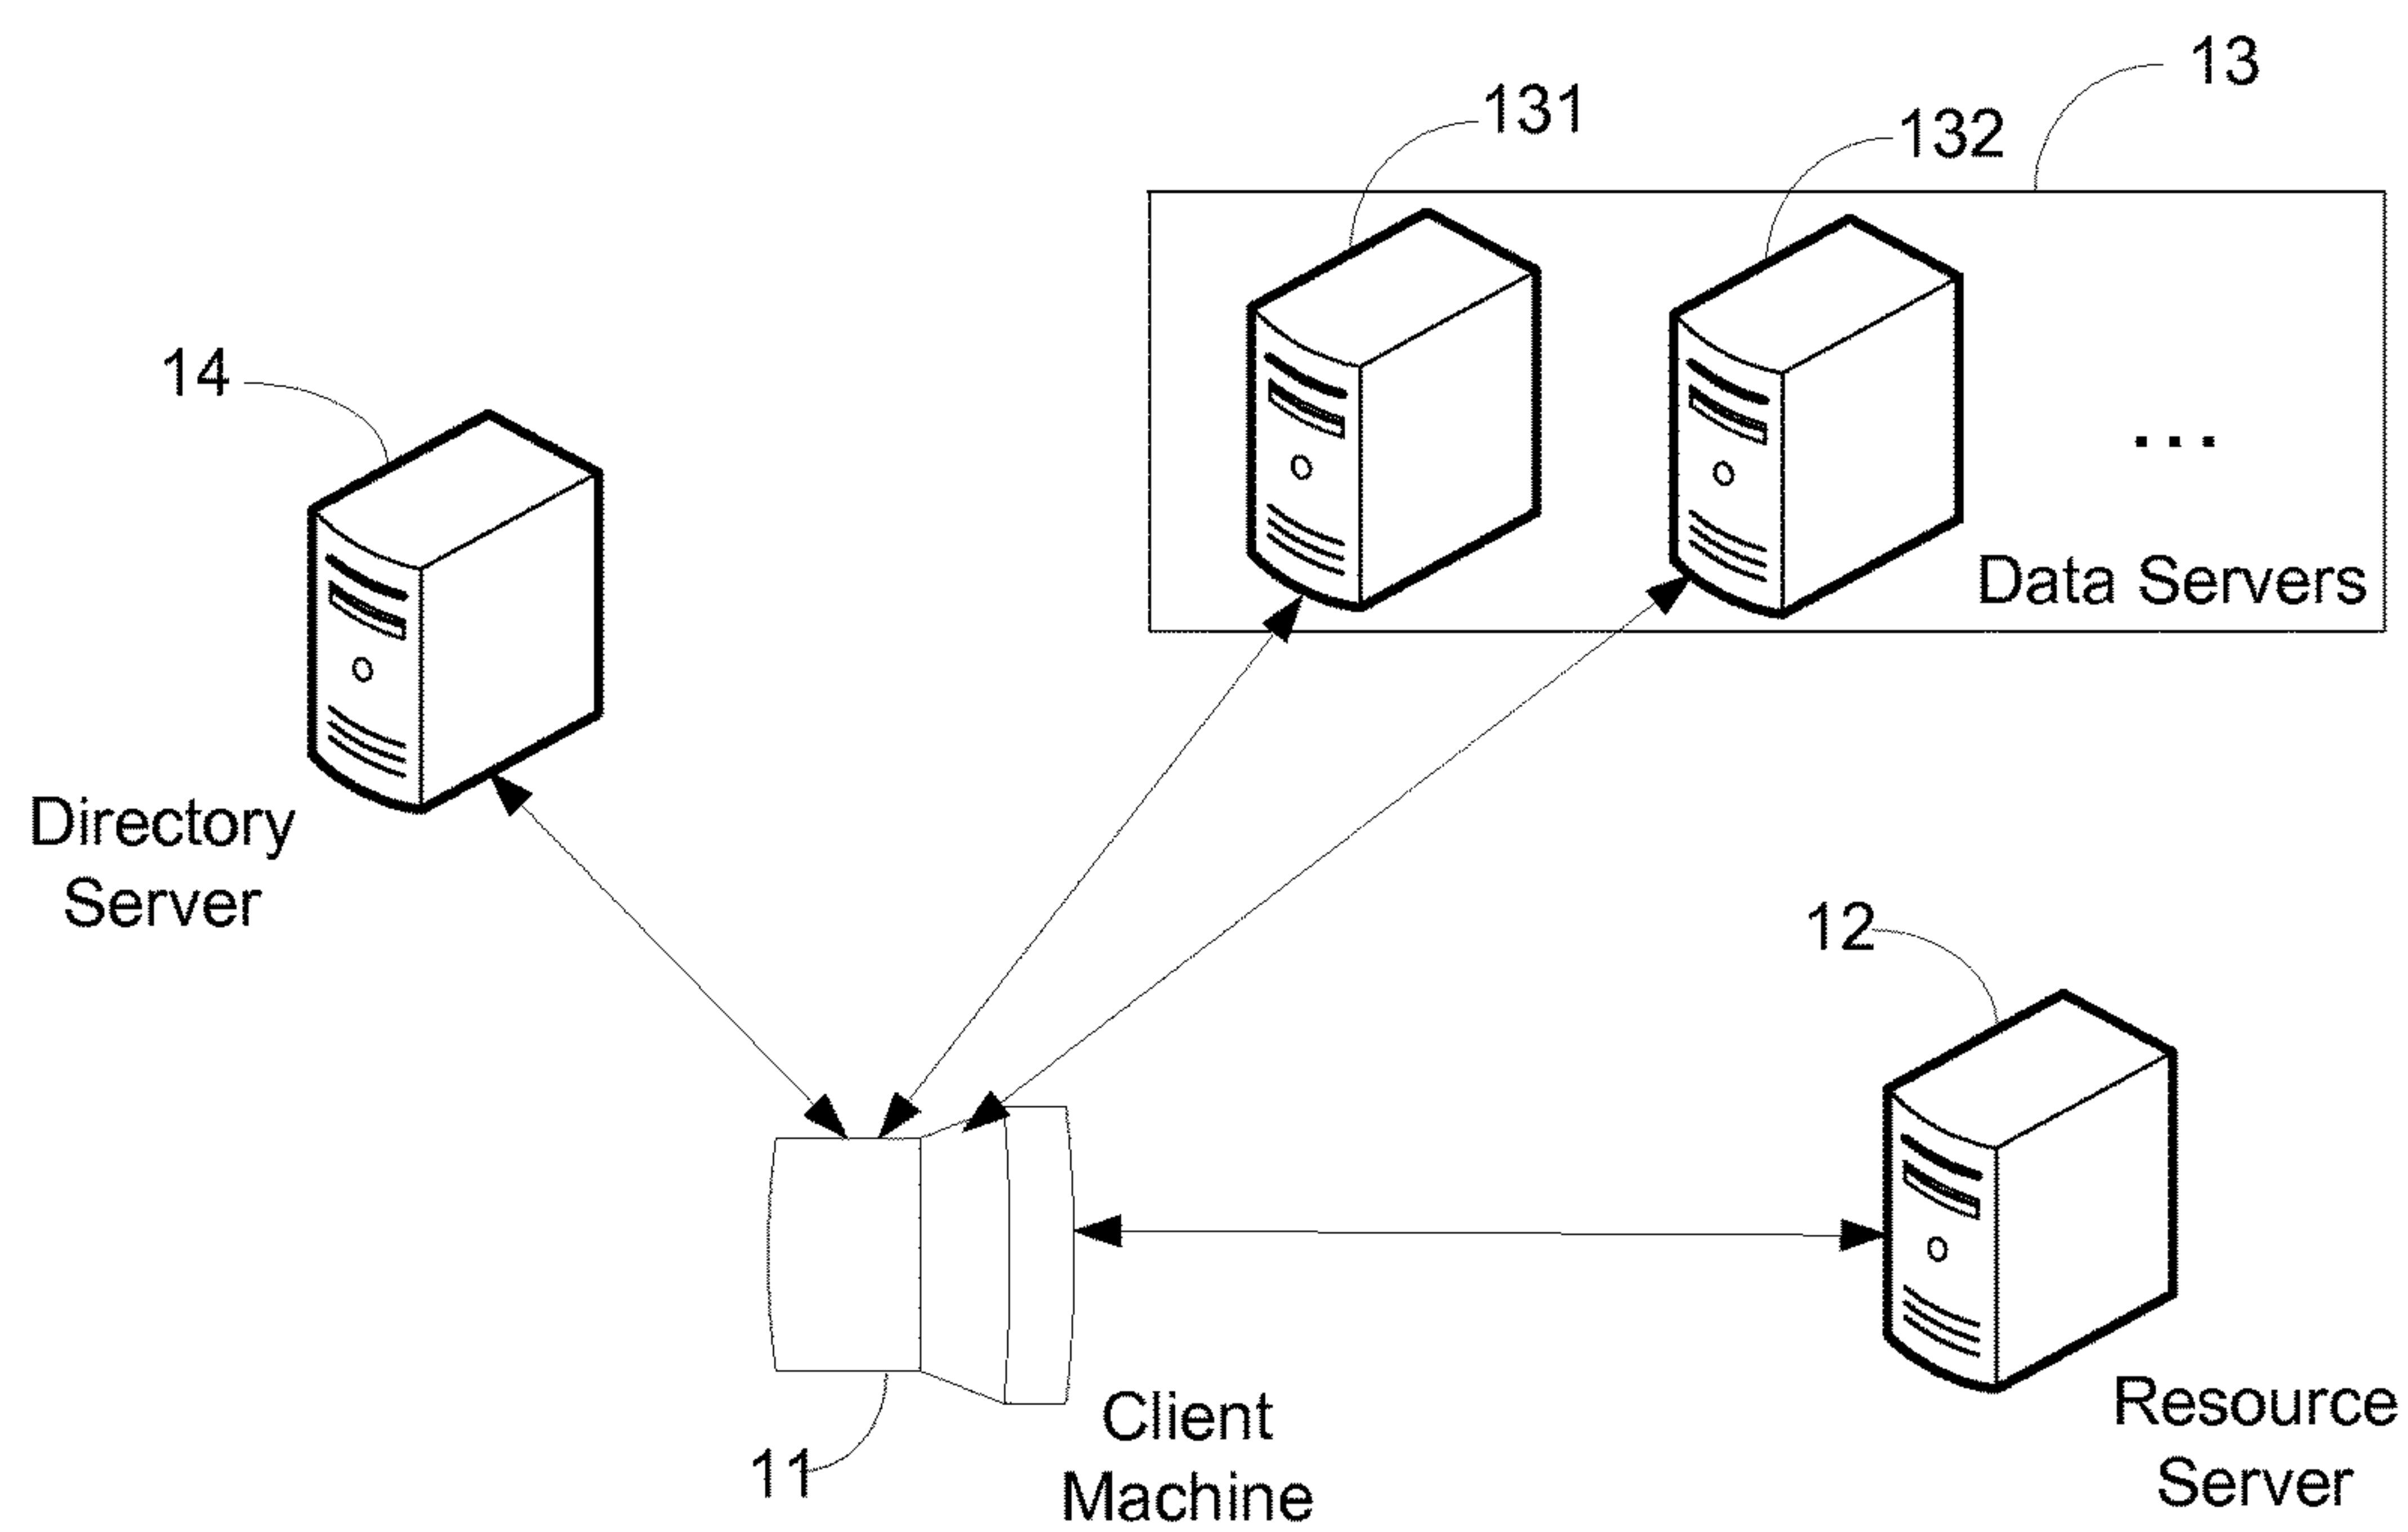 13
131
132
14
...
Data Servers
Directory
Server
12
Client
Machine
11
Resource
Server